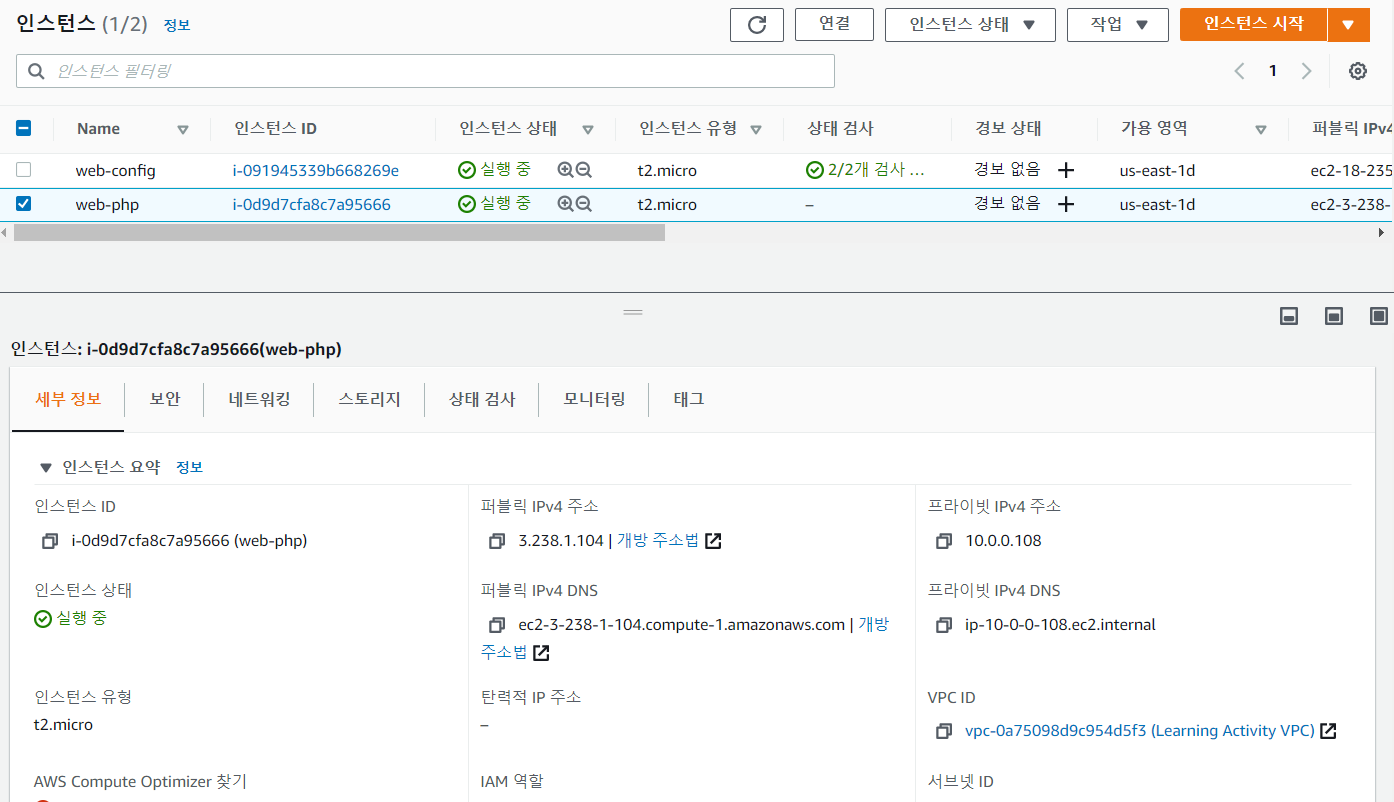 인스턴스 (1/2) 정보 연결 인스턴스 상태 작업 인스턴스 시작
인스턴스 필터링 1
Name 인스턴스 ID 인스턴스 상태 인스턴스 유형 상태 검사 경보 상태 가용 영역 퍼블릭 IPv4
web-config i-091945339b668269e 실행 중 t2.micro 2/2개 검사 ... 경보 없음 us-east-1d ec2-18-235
web-php i-0d9d7cfa8c7a95666 실행 중 t2.micro – 경보 없음 us-east-1d ec2-3-238-
인스턴스: i-0d9d7cfa8c7a95666(web-php)
세부 정보 보안 네트워킹 스토리지 상태 검사 모니터링 태그
인스턴스 요약 정보
인스턴스 ID
i-0d9d7cfa8c7a95666 (web-php)
퍼블릭 IPv4 주소
3.238.1.104 | 개방 주소법
프라이빗 IPv4 주소
10.0.0.108
인스턴스 상태
실행 중
퍼블릭 IPv4 DNS
ec2-3-238-1-104.compute-1.amazonaws.com | 개방
주소법
프라이빗 IPv4 DNS
ip-10-0-0-108.ec2.internal
인스턴스 유형
t2.micro
탄력적 IP 주소
–
VPC ID
vpc-0a75098d9c954d5f3 (Learning Activity VPC)
AWS Compute Optimizer 찾기
IAM 역할
서브넷 ID